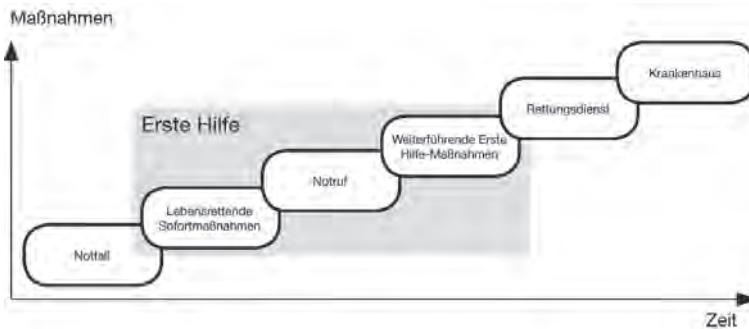 Maßnahmen
Krankenhaus
Rettungsdienst
Erste Hilfe
Weiterführende Erste
Hilfe-Maßnahmen
Notruf
Lebensrettende
Sofortmaßnahmen
Notfall
Zeit